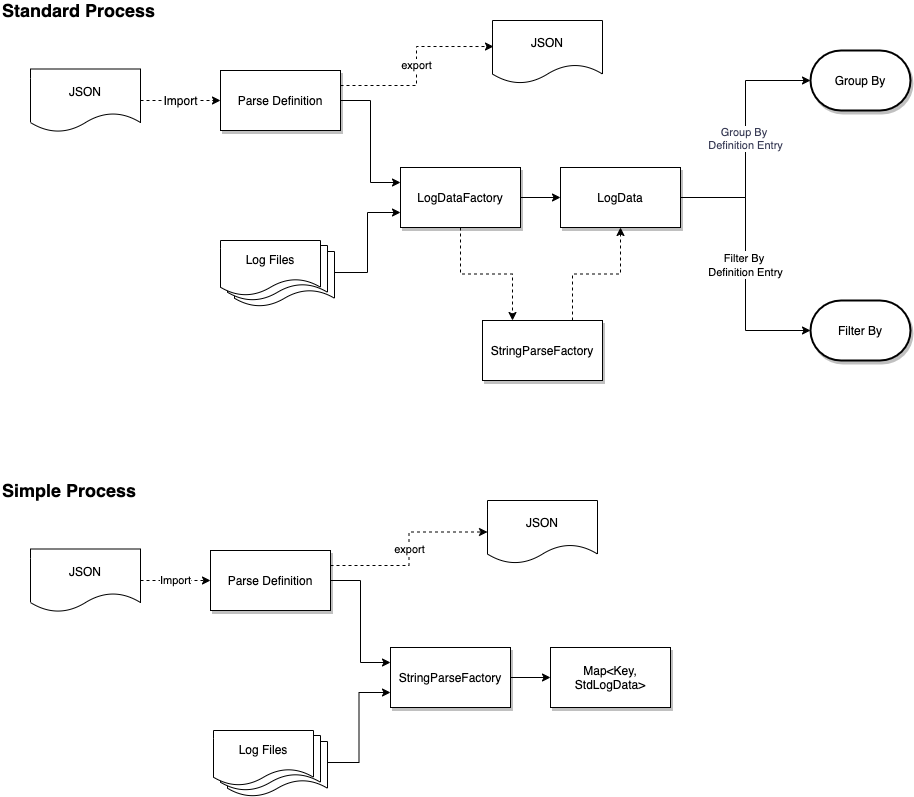 Standard Process
JSON
export
JSON
Import
Parse Definition
Group By
Group By
Definition Entry
LogDataFactory
LogData
Log Files
Filter By
Definition Entry
Filter By
StringParseFactory
Simple Process
JSON
export
JSON
Import
Parse Definition
StringParseFactory
Map<Key,
StdLogData>
Log Files